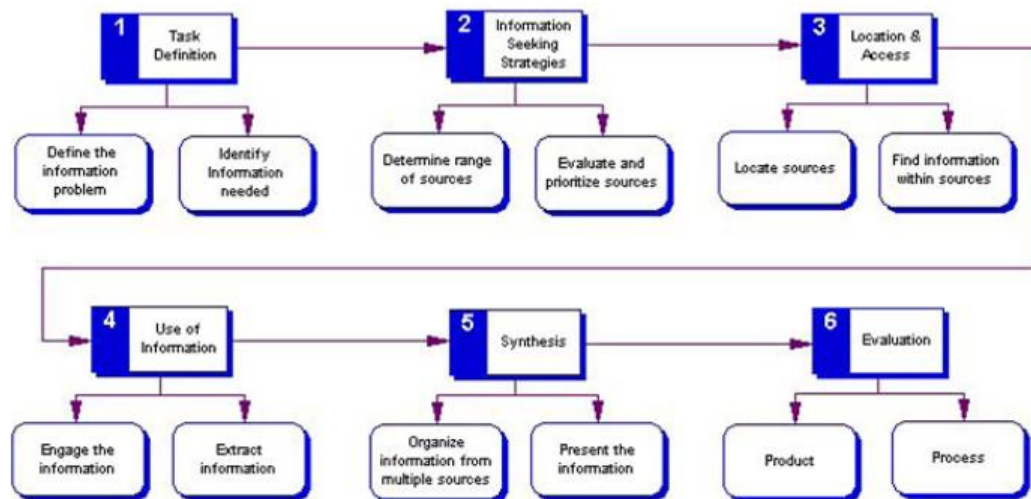 1
Task
Definition
2
Information
Seeking
Strategies
3
Location &
Access
Define the
information
problem
Identify
Information
needed
Determine range
of sources
Evaluate and
prioritize sources
Locate sources
Find information
within sources
4
Use of
Information
5
Synthesis
6
Evaluation
Engage the
information
Extract
information
Organize
information from
multiple sources
Present the
information
Product
Process